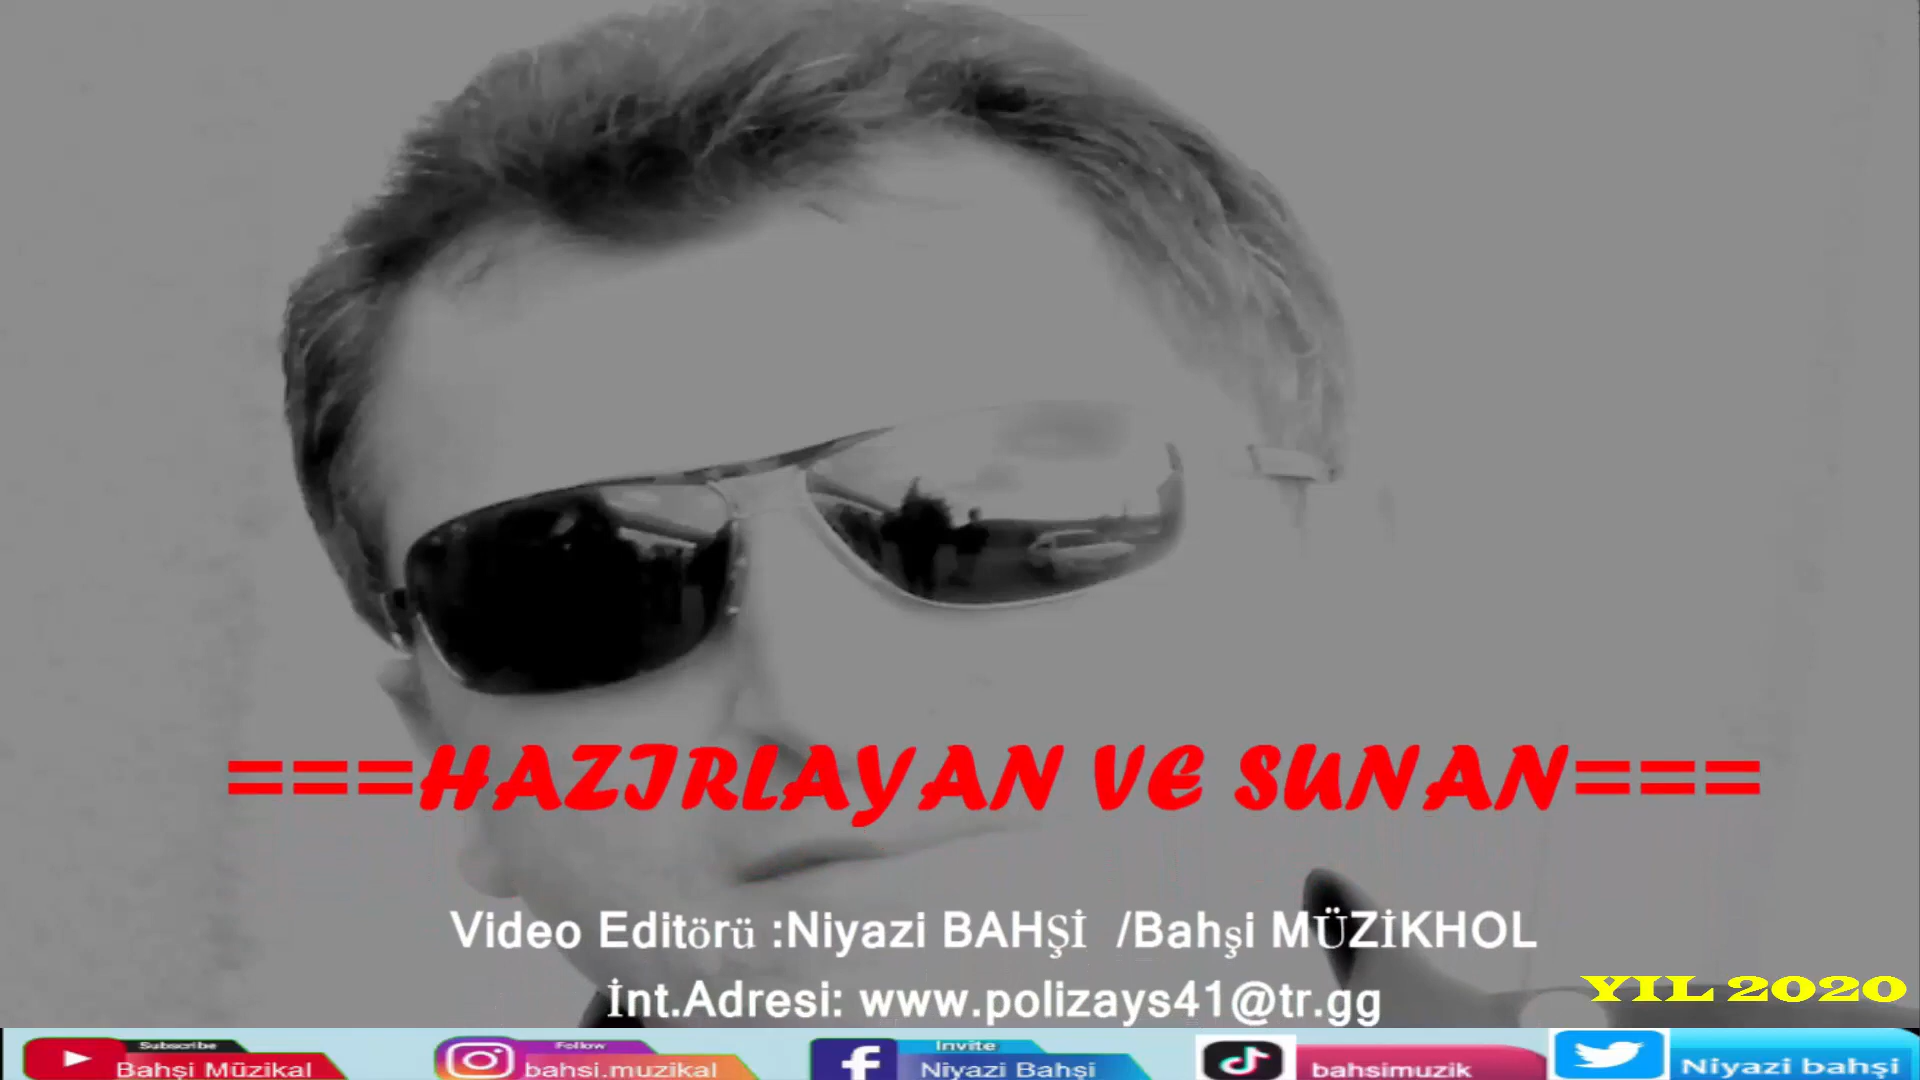 ===HAZIRLAYAN VE SUNAN===
Video Editörü :Niyazi BAHŞİ /Bahşi MÜZİKHOL
İnt.Adresi: www.polizays41@tr.gg
YIL 2020
Subscribe
Bahşi Müzikal
Follow
bahsi.muzikal
Invite
Niyazi Bahşi
bahsimuzik
Niyazi bahşi